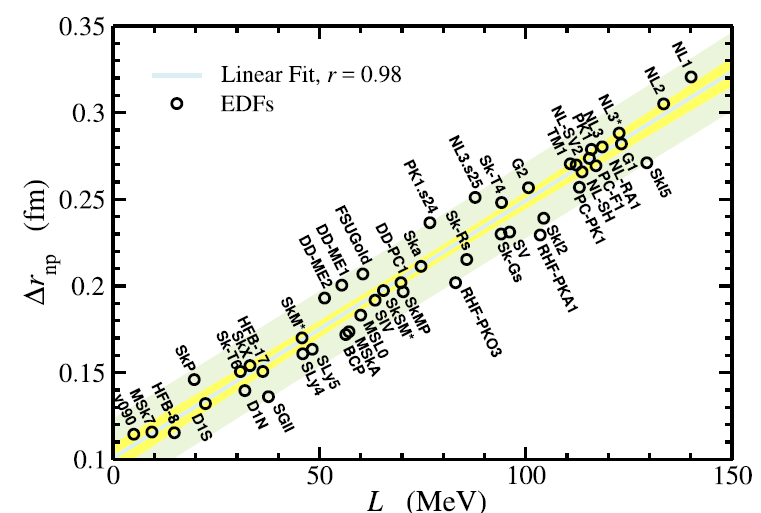 0.35
0.3
0.25
0.2
0.15
0.1
Δr_np (fm)
Linear Fit, r = 0.98
EDFs
v090
MSk7
HFB-8
SkP
D1S
Sk-T6
SkX
HFB-17
D1N
SGII
SkM*
SLy4
SLy5
DD-ME2
DD-ME1
FSUGold
BCP
MSkA
MSL0
SIV
SkSM*
SkMP
DD-PC1
Ska
PK1.s24
RHF-PKO3
Sk-Rs
NL3.s25
Sk-T4
Sk-Gs
SV
G2
RHF-PKA1
SkI2
TM1
NL-SV2
PK1
NL3
NL3*
PC-PK1
NL-SH
PC-F1
NL-RA1
G1
SkI5
NL2
NL1
0
50
100
150
L (MeV)